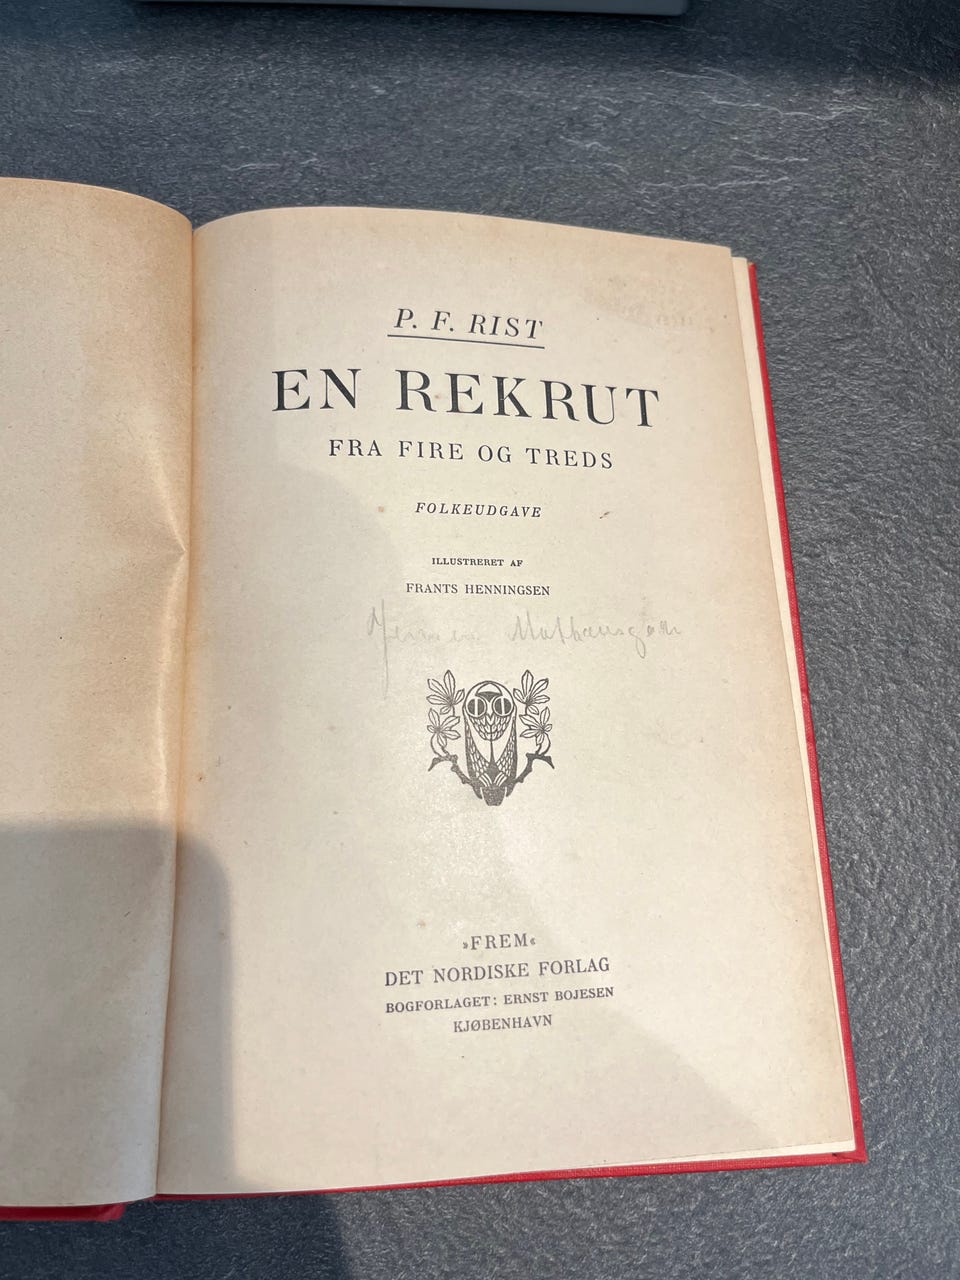 P. F. RIST
EN REKRUT
FRA FIRE OG TREDS
FOLKEUDGAVE
ILLUSTRERET AF
FRANTS HENNINGSEN
»FREM«
DET NORDISKE FORLAG
BOGFORLAGET: ERNST BOJESEN
KJØBENHAVN